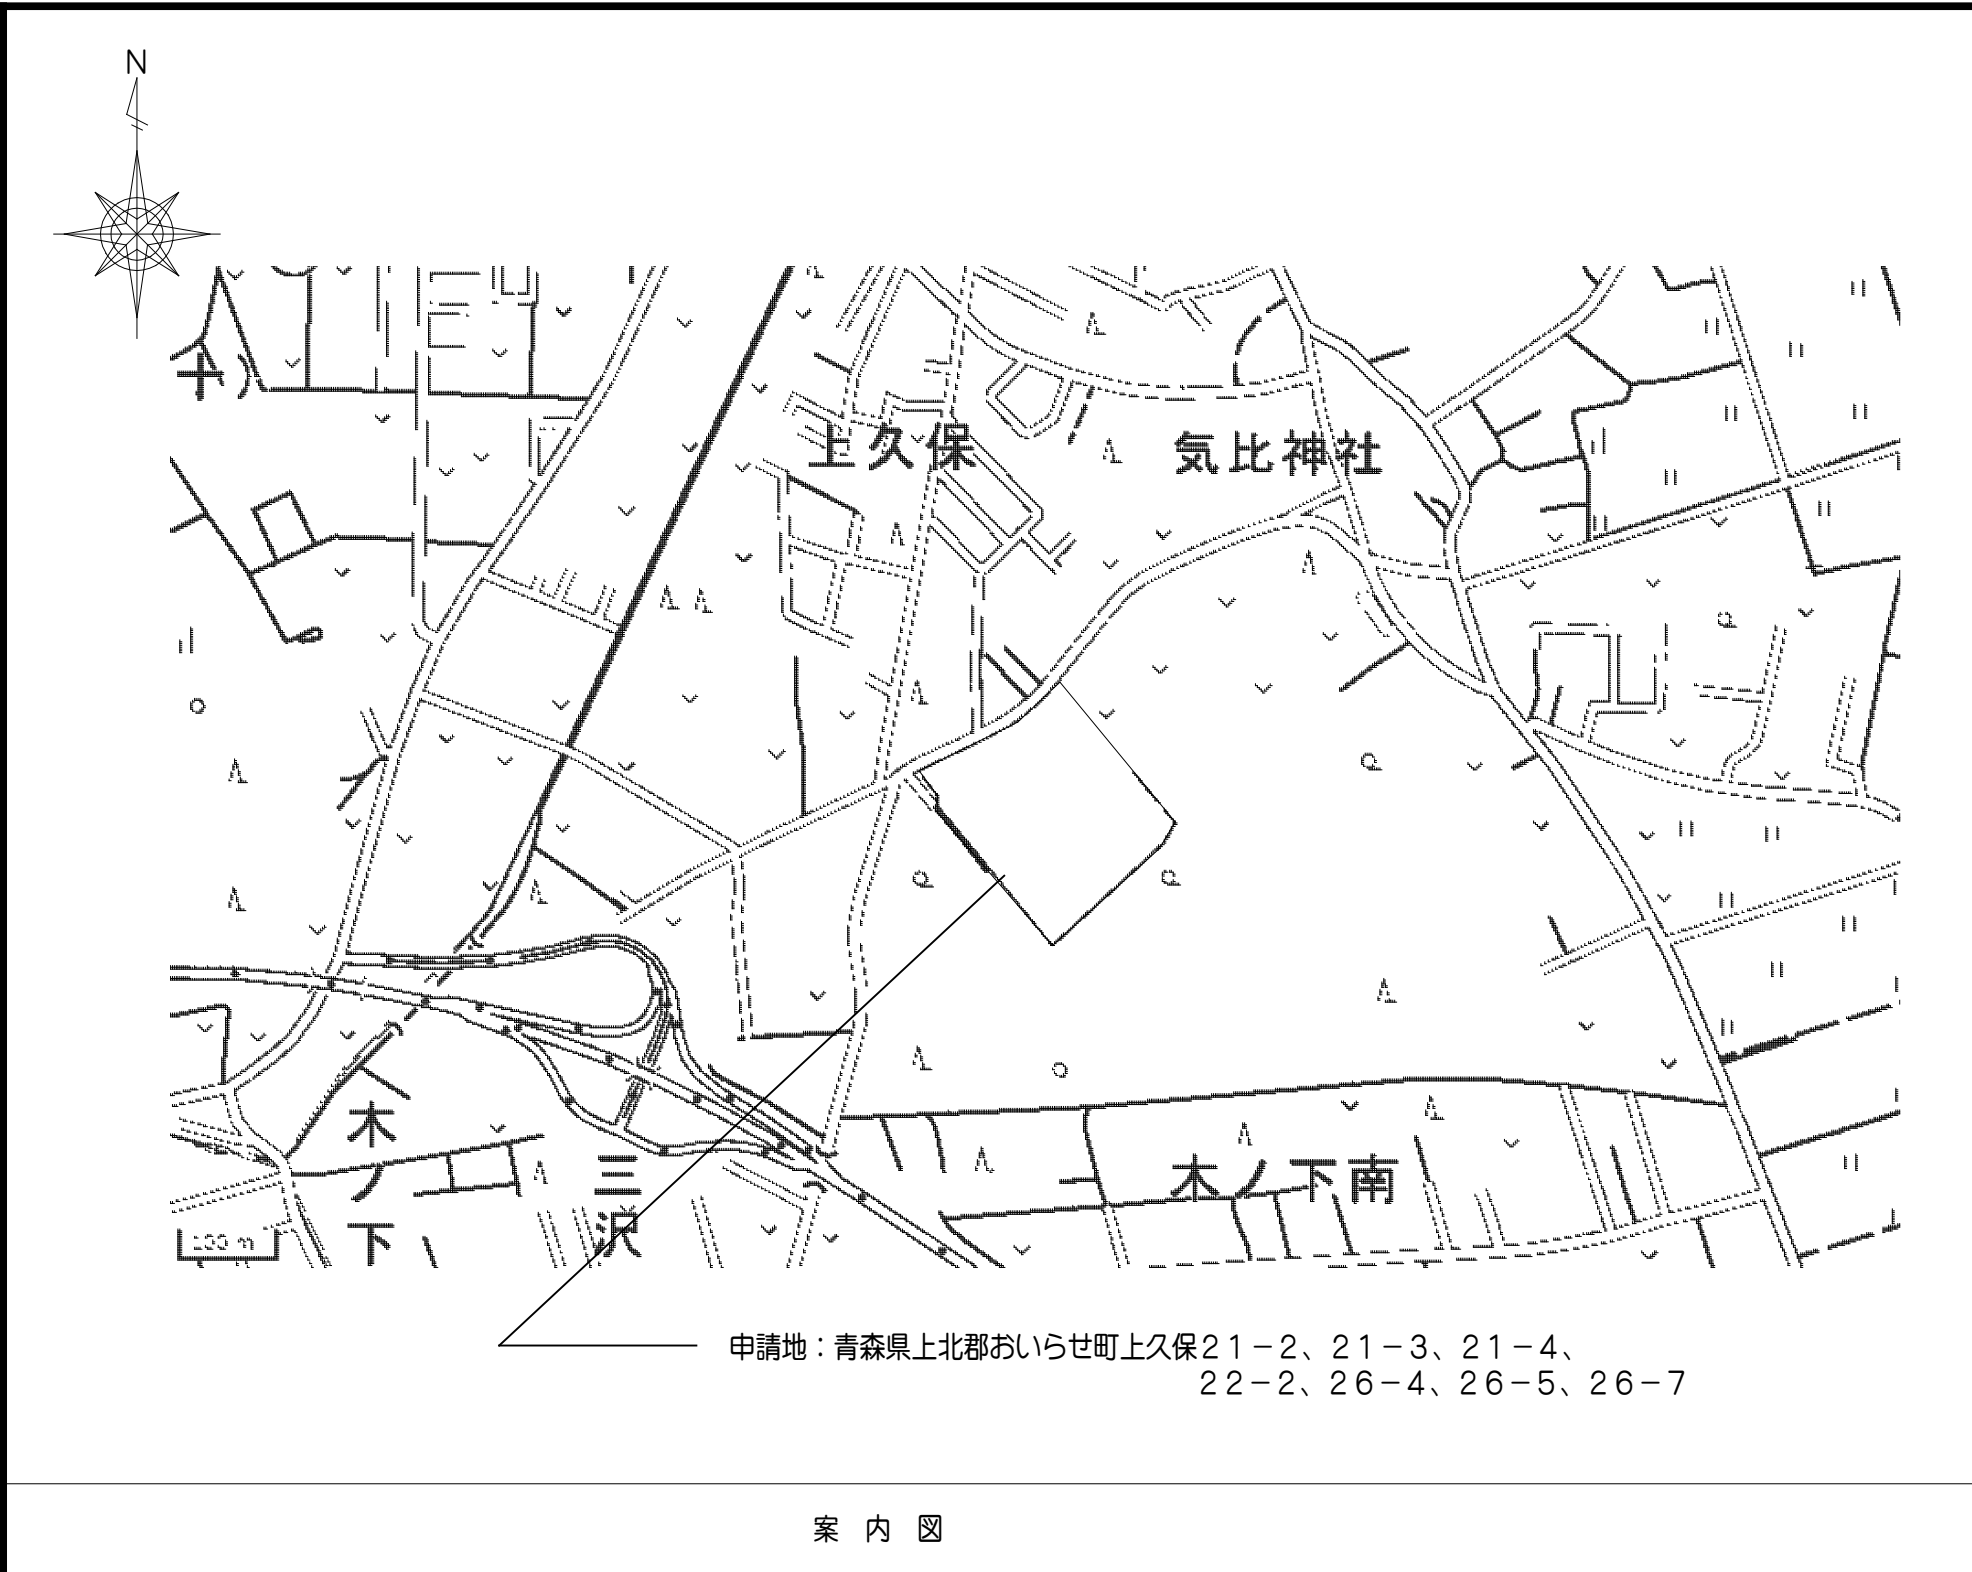 N
上久保
気比神社
木ノ下
三沢
木ノ下南
申請地：青森県上北郡おいらせ町上久保２１－２、２１－３、２１－４、
２２－２、２６－４、２６－５、２６－７
案 内 図